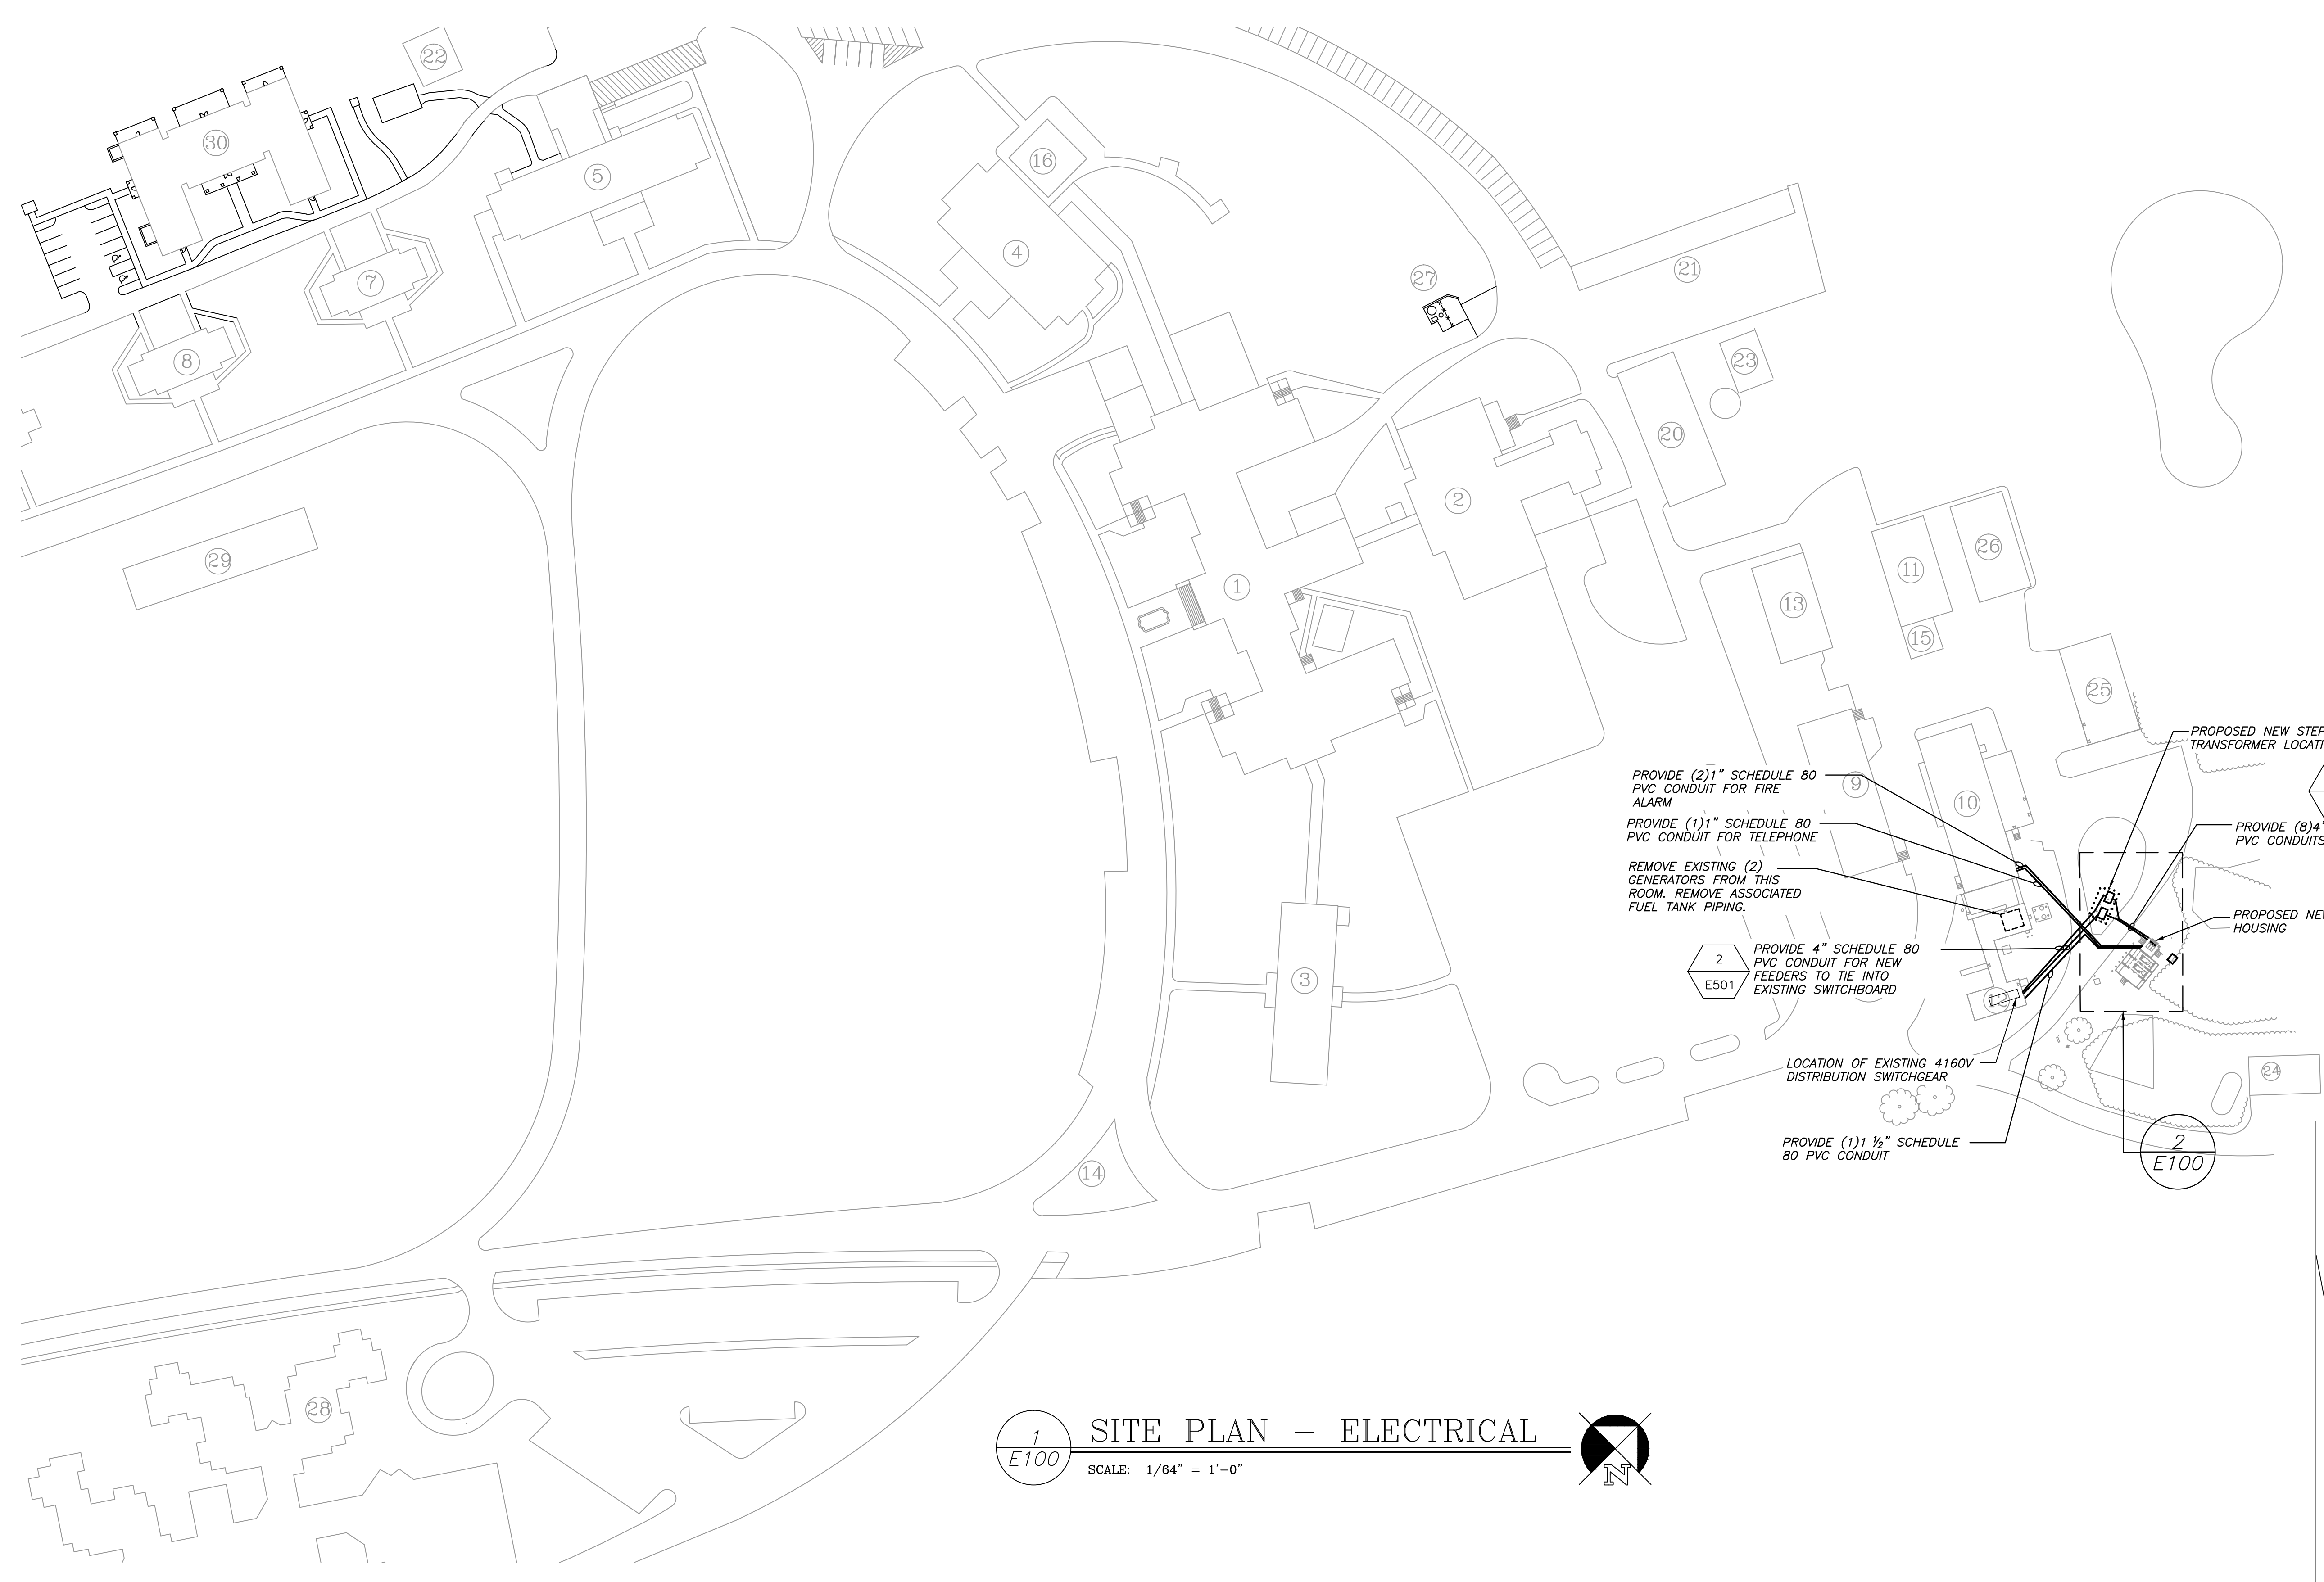 22
30
5
16
4
7
8
27
21
23
20
2
29
1
26
11
13
15
25
PROPOSED NEW STEP
TRANSFORMER LOCATI
PROVIDE (2)1" SCHEDULE 80
PVC CONDUIT FOR FIRE
ALARM
9
10
PROVIDE (1)1" SCHEDULE 80
PVC CONDUIT FOR TELEPHONE
PROVIDE (8)4"
PVC CONDUITS
REMOVE EXISTING (2)
GENERATORS FROM THIS
ROOM. REMOVE ASSOCIATED
FUEL TANK PIPING.
PROPOSED NEW
HOUSING
3
2
E501
PROVIDE 4" SCHEDULE 80
PVC CONDUIT FOR NEW
FEEDERS TO TIE INTO
EXISTING SWITCHBOARD
12
LOCATION OF EXISTING 4160V
DISTRIBUTION SWITCHGEAR
24
PROVIDE (1)1 ½" SCHEDULE
80 PVC CONDUIT
2
E100
14
28
1
E100
SITE PLAN – ELECTRICAL
SCALE: 1/64" = 1'–0"
N